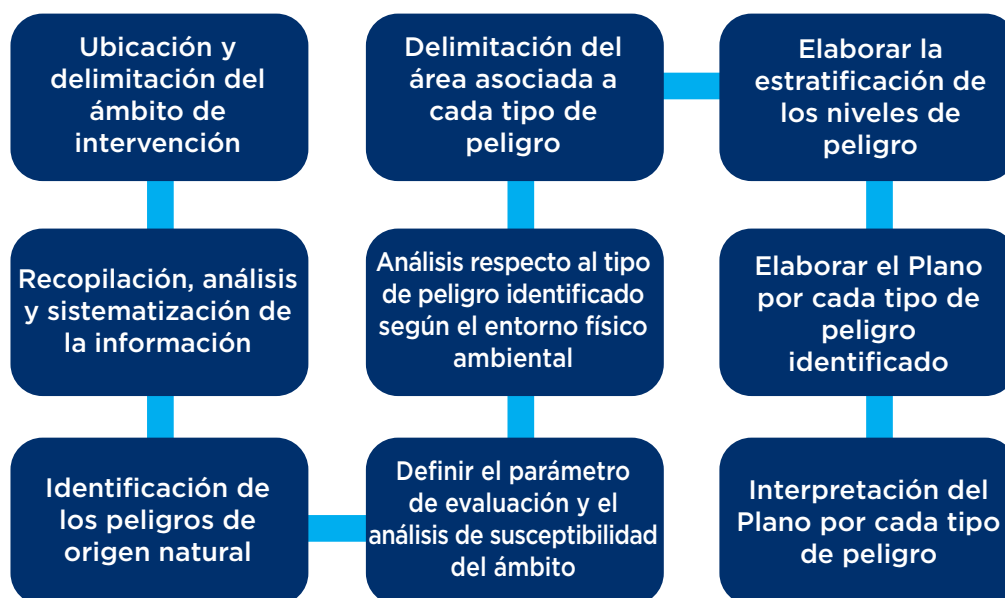 Ubicación y
delimitación del
ámbito de
intervención
Recopilación, análisis
y sistematización de
la información
Identificación de
los peligros de
origen natural
Definir el parámetro
de evaluación y el
análisis de susceptibilidad
del ámbito
Análisis respecto al tipo
de peligro identificado
según el entorno físico
ambiental
Delimitación del
área asociada a
cada tipo de
peligro
Elaborar la
estratificación de
los niveles de
peligro
Elaborar el Plano
por cada tipo de
peligro
identificado
Interpretación del
Plano por cada tipo
de peligro